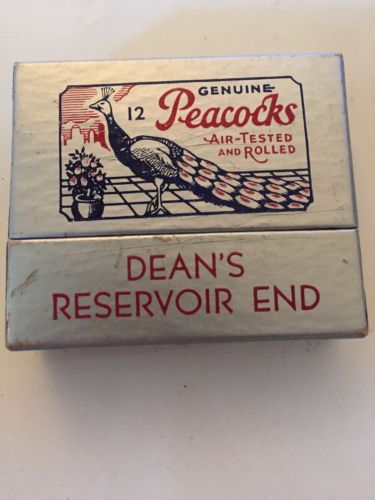 GENUINE
12 Peacocks
AIR-TESTED
AND ROLLED
DEAN'S
RESERVOIR END